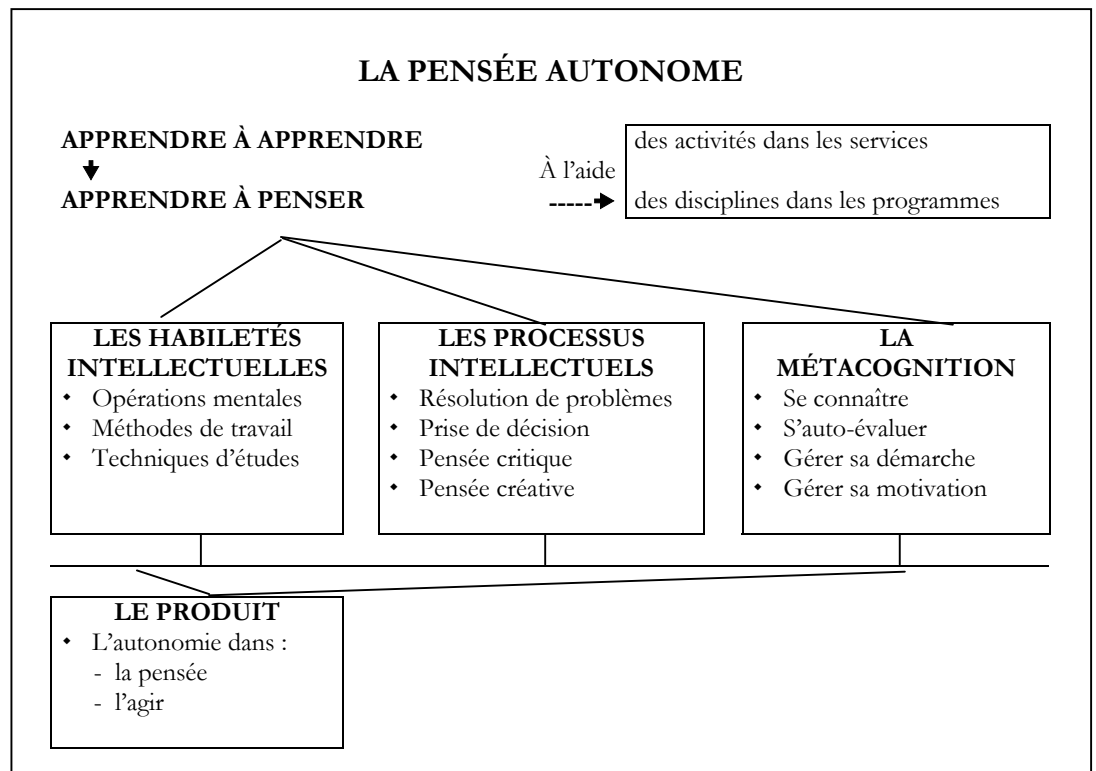 LA PENSÉE AUTONOME
APPRENDRE À APPRENDRE
APPRENDRE À PENSER
À l'aide
des activités dans les services
des disciplines dans les programmes
LES HABILETÉS
INTELLECTUELLES
Opérations mentales
Méthodes de travail
Techniques d'études
LES PROCESSUS
INTELLECTUELS
Résolution de problèmes
Prise de décision
Pensée critique
Pensée créative
LA
MÉTACOGNITION
Se connaître
S'auto-évaluer
Gérer sa démarche
Gérer sa motivation
LE PRODUIT
L'autonomie dans :
- la pensée
- l'agir